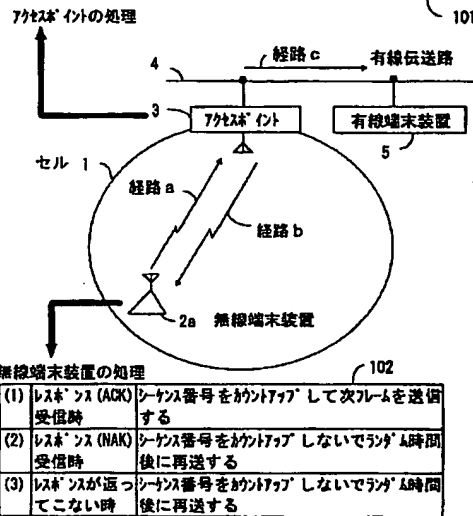 アクセスポイントの処理
101
4
経路c
有線伝送路
3
アクセスポイント
有線端末装置
5
セル 1
経路a
経路b
2a 無線端末装置
無線端末装置の処理
102
(1) レスポンス(ACK)受信時 シーケンス番号をカウントアップして次フレームを送信する
(2) レスポンス(NAK)受信時 シーケンス番号をカウントアップしないでランダム時間後に再送する
(3) レスポンスが返ってこない時 シーケンス番号をカウントアップしないでランダム時間後に再送する